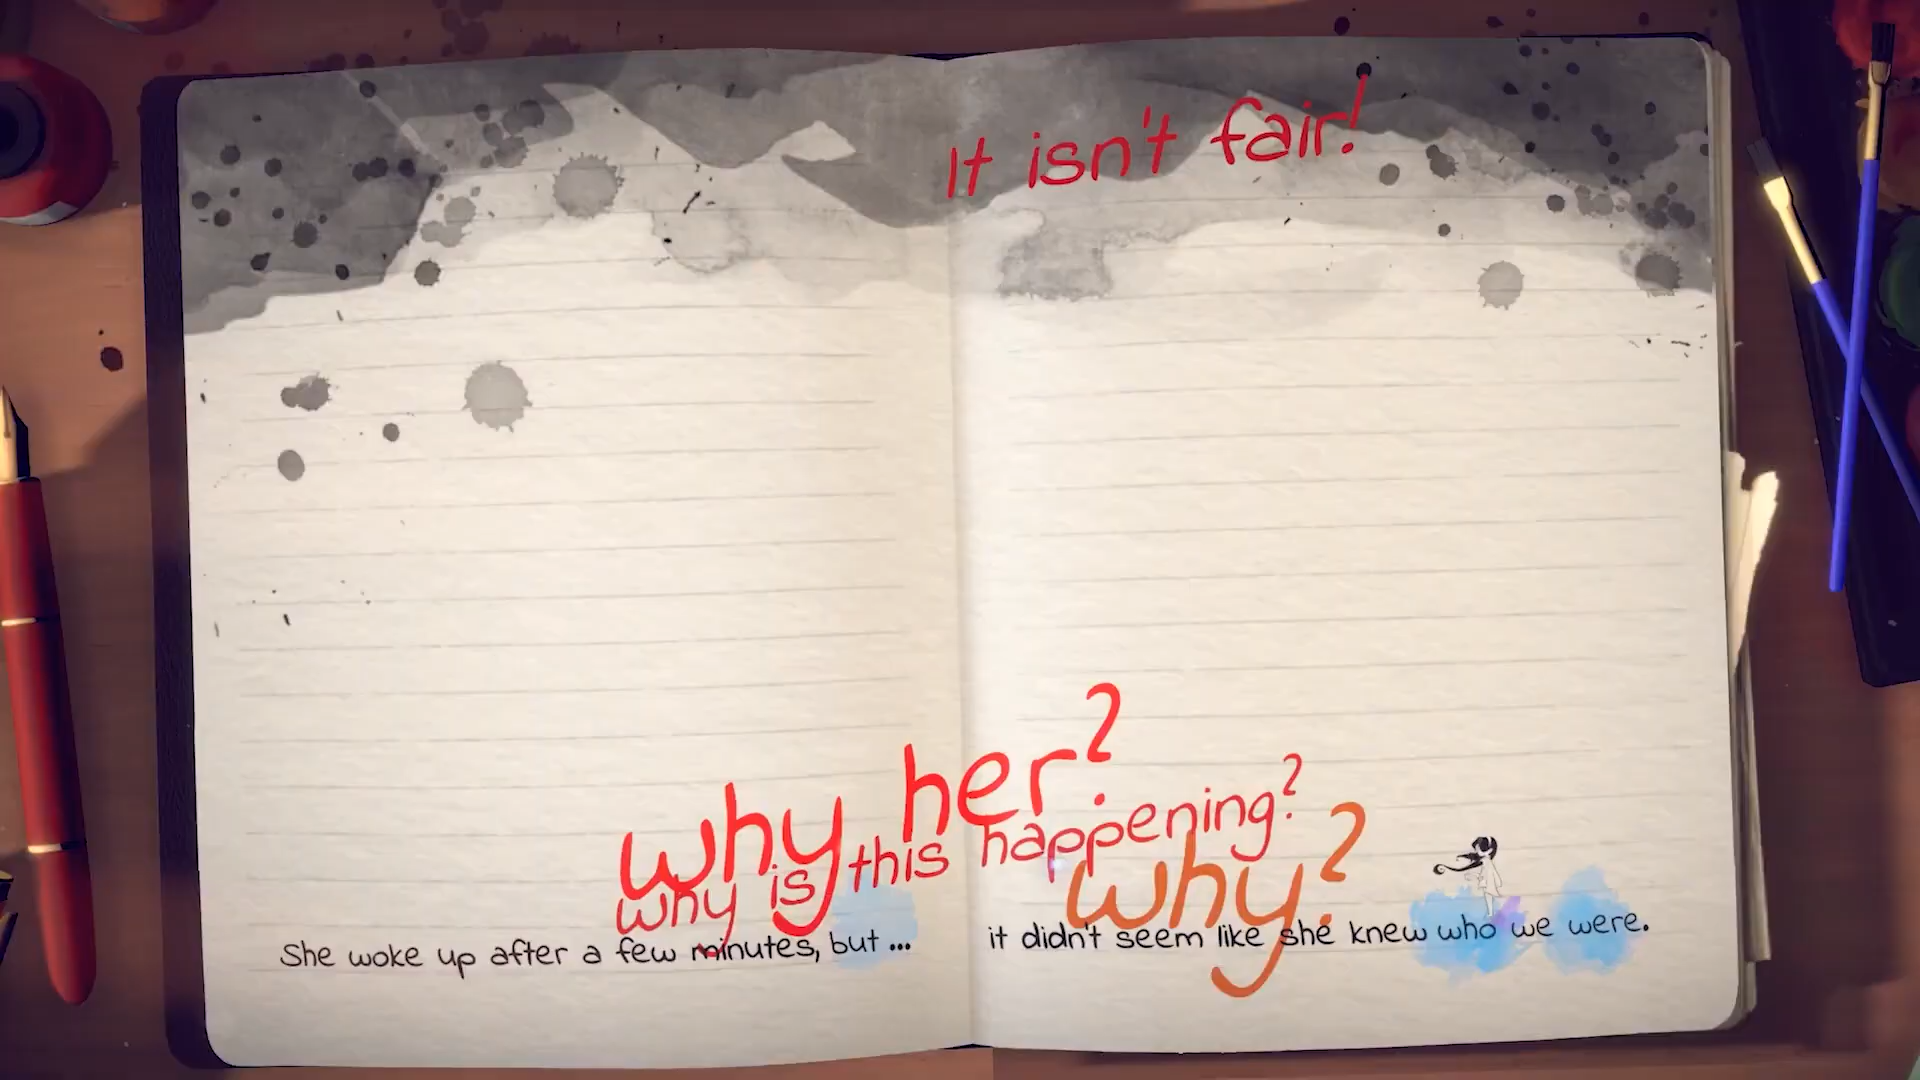 It isn't fair!
why her?
why is this happening?
why?
She woke up after a few minutes, but ...
it didn't seem like she knew who we were.